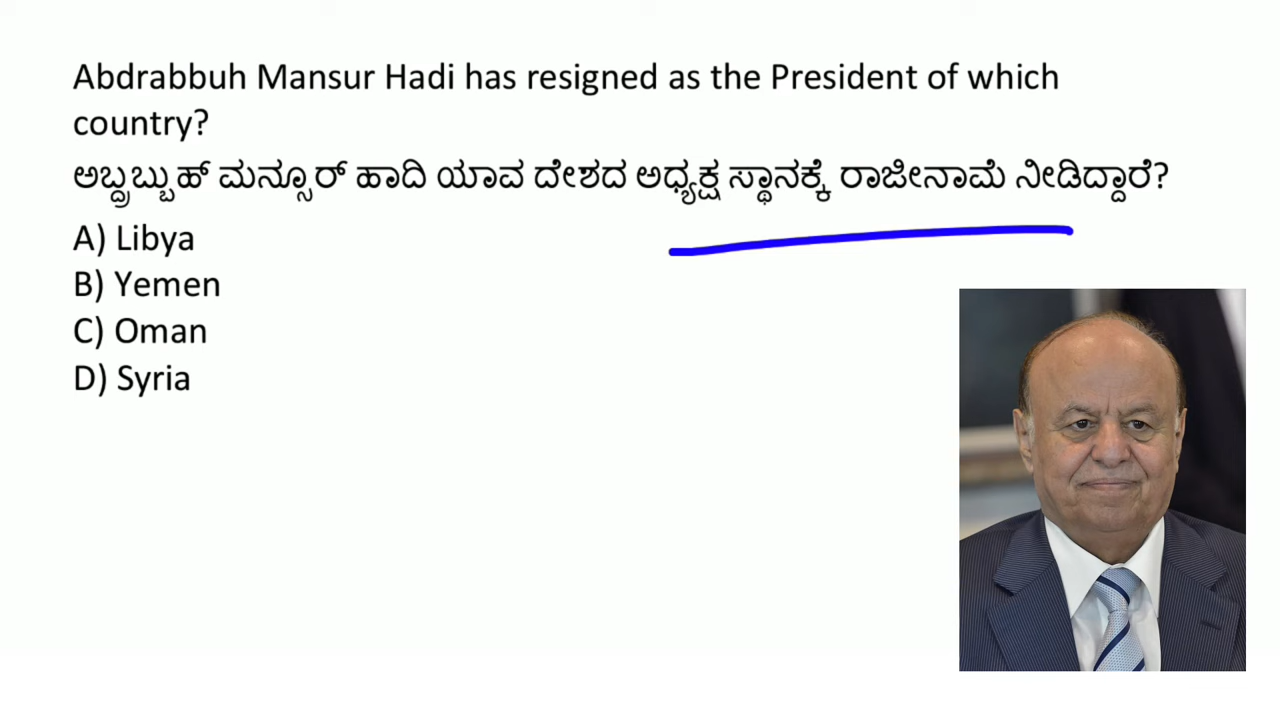 Abdrabbuh Mansur Hadi has resigned as the President of which
country?
ಅಬ್ದ್ರಬ್ಬುಹ್ ಮನ್ಸೂರ್ ಹಾದಿ ಯಾವ ದೇಶದ ಅಧ್ಯಕ್ಷ ಸ್ಥಾನಕ್ಕೆ ರಾಜೀನಾಮೆ ನೀಡಿದ್ದಾರೆ?
A) Libya
B) Yemen
C) Oman
D) Syria